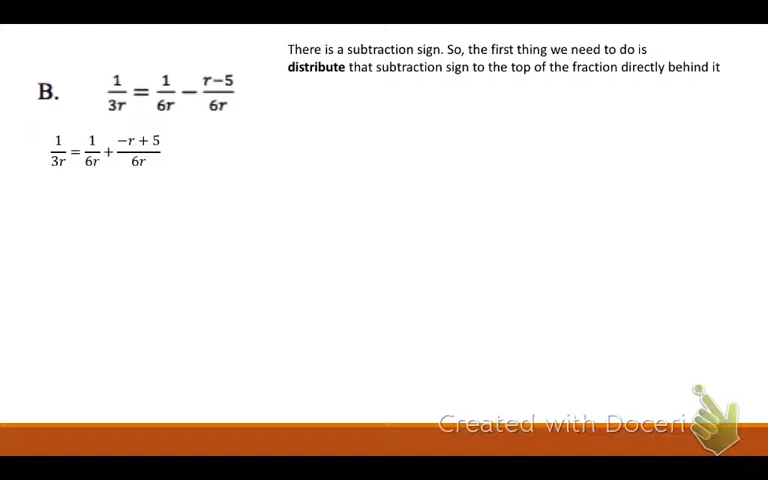 There is a subtraction sign. So, the first thing we need to do is
distribute that subtraction sign to the top of the fraction directly behind it
B. 1/3r = 1/6r − r−5/6r
1/3r = 1/6r + −r + 5/6r
Created with Doceri